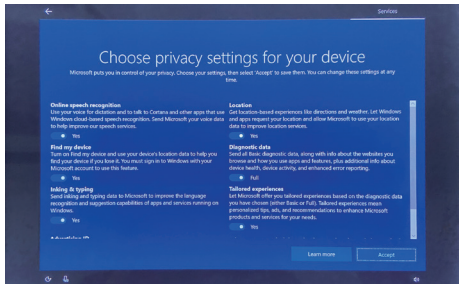 Services
Choose privacy settings for your device
Microsoft puts you in control of your privacy. Choose your settings, then select 'Accept' to save them. You can change these settings at any
time.
Online speech recognition
Use your voice for dictation and to talk to Cortana and other apps that use
Windows cloud-based speech recognition. Send Microsoft your voice data
to help improve our speech services.
Yes
Find my device
Turn on Find my device and use your device's location data to help you
find your device if you lose it. You must sign in to Windows with your
Microsoft account to use this feature.
Yes
Inking & typing
Send inking and typing data to Microsoft to improve the language
recognition and suggestion capabilities of apps and services running on
Windows.
Yes
Advertising ID
Location
Get location-based experiences like directions and weather. Let Windows
and apps request your location and allow Microsoft to use your location
data to improve location services.
Yes
Diagnostic data
Send all Basic diagnostic data, along with info about the websites you
browse and how you use apps and features, plus additional info about
device health, device activity, and enhanced error reporting.
Full
Tailored experiences
Let Microsoft offer you tailored experiences based on the diagnostic data
you have chosen (either Basic or Full). Tailored experiences mean
personalized tips, ads, and recommendations to enhance Microsoft
products and services for your needs.
Yes
Learn more
Accept